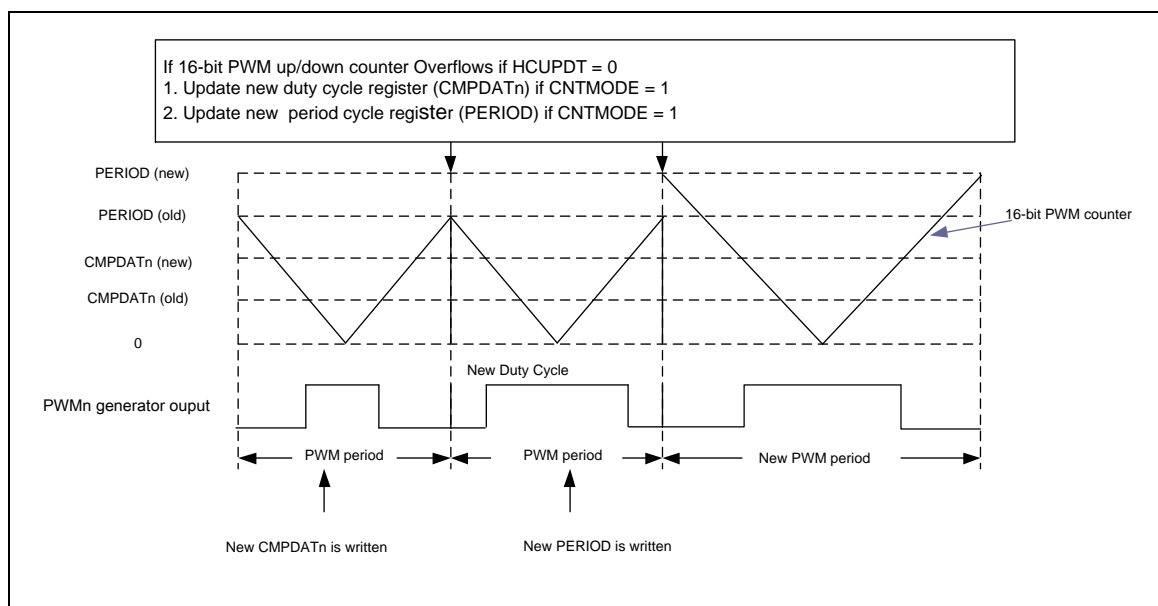 If 16-bit PWM up/down counter Overflows if HCUPDT = 0
1. Update new duty cycle register (CMPDATn) if CNTMODE = 1
2. Update new period cycle register (PERIOD) if CNTMODE = 1
PERIOD (new)
PERIOD (old)
16-bit PWM counter
CMPDATn (new)
CMPDATn (old)
0
New Duty Cycle
PWMn generator ouput
PWM period
PWM period
New PWM period
New CMPDATn is written
New PERIOD is written